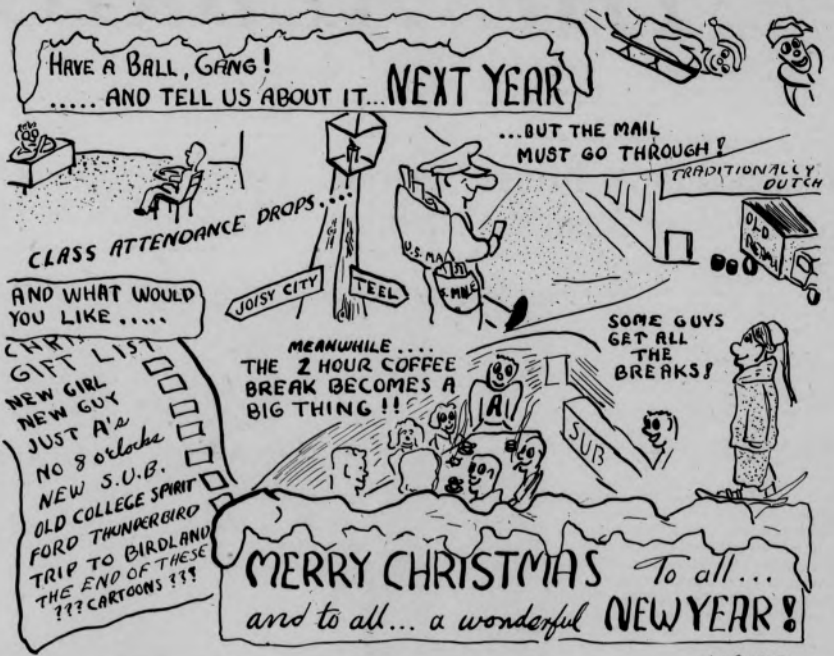 HAVE A BALL, GANG!
..... AND TELL US ABOUT IT... NEXT YEAR
...BUT THE MAIL
MUST GO THROUGH!
TRADITIONALLY
DUTCH
CLASS ATTENDANCE DROPS....
U.S. MA
OLD
JOISY CITY
TEEL
AND WHAT WOULD
YOU LIKE .....
GIFT LIST
NEW GIRL
NEW GUY
JUST A's
NO 8 o'clocks
NEW S.U.B.
OLD COLLEGE SPIRIT
FORD THUNDERBIRD
TRIP TO BIRDLAND
THE END OF THESE
??? CARTOONS ???
MEANWHILE ....
THE 2 HOUR COFFEE
BREAK BECOMES A
BIG THING !!
A
SUB
SOME GUYS
GET ALL
THE
BREAKS!
MERRY CHRISTMAS To all...
and to all... a wonderful NEW YEAR!